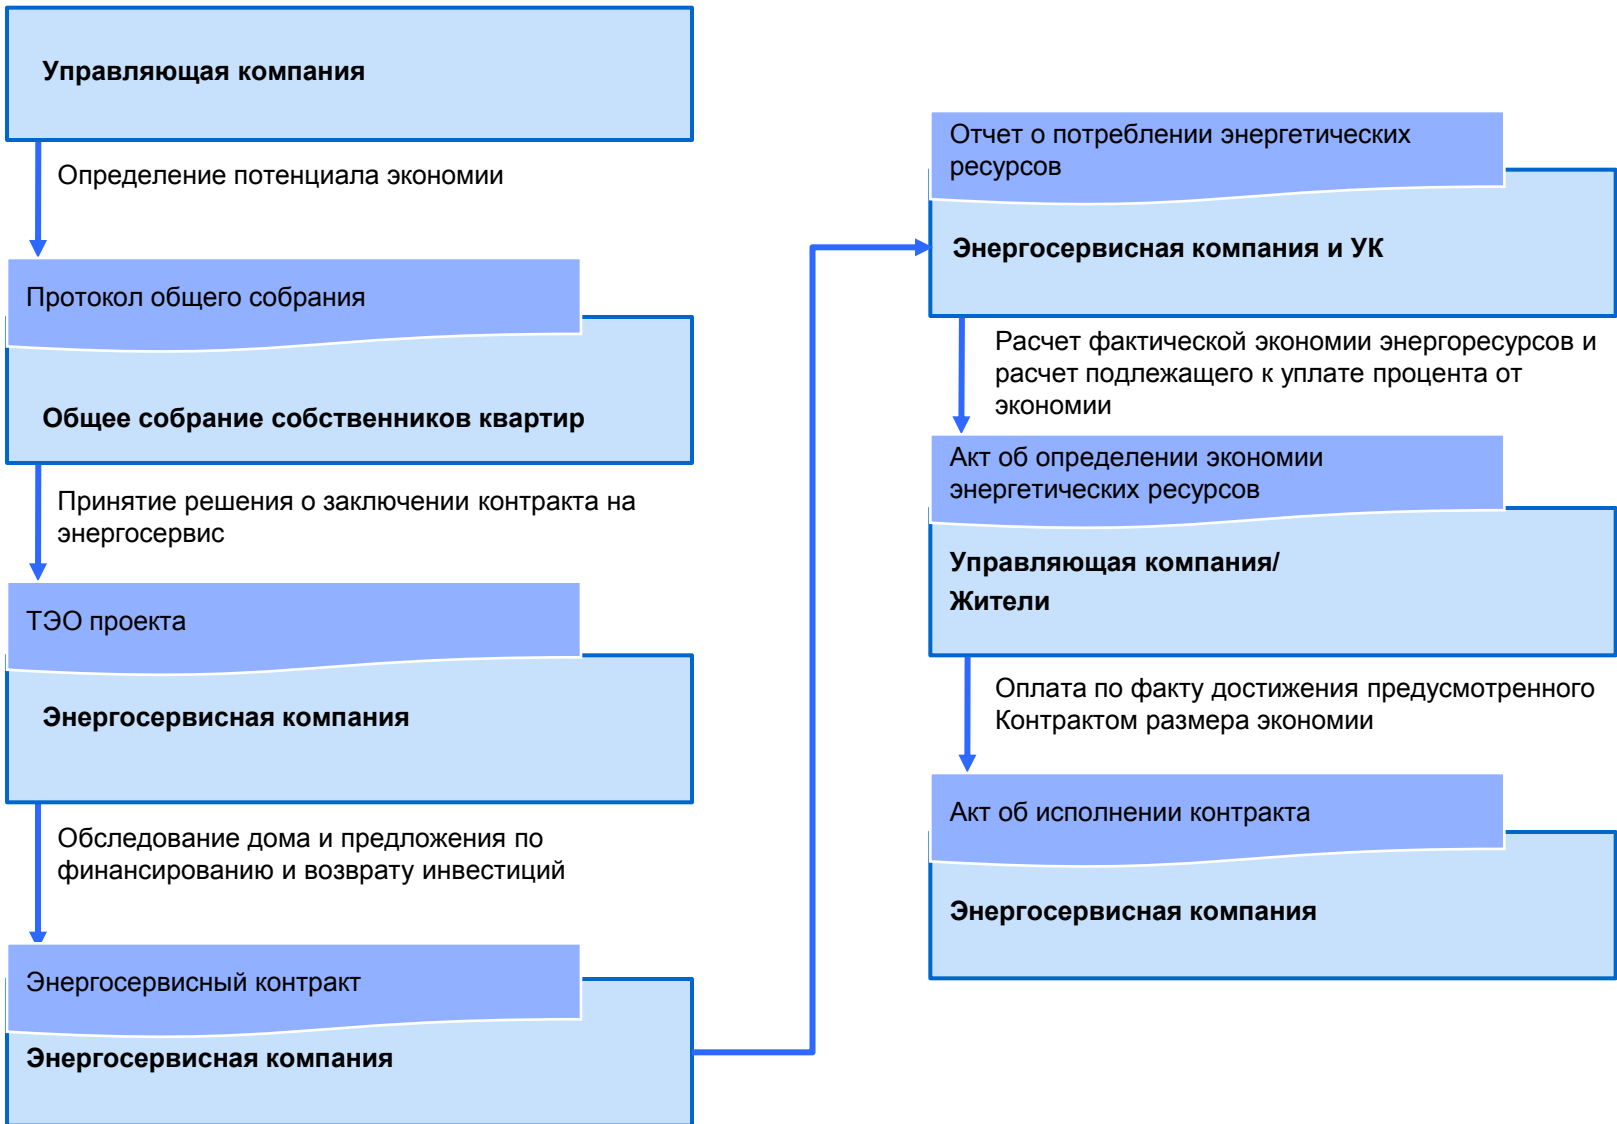 Управляющая компания
Определение потенциала экономии
Протокол общего собрания
Общее собрание собственников квартир
Принятие решения о заключении контракта на
энергосервис
ТЭО проекта
Энергосервисная компания
Обследование дома и предложения по
финансированию и возврату инвестиций
Энергосервисный контракт
Энергосервисная компания
Отчет о потреблении энергетических
ресурсов
Энергосервисная компания и УК
Расчет фактической экономии энергоресурсов и
расчет подлежащего к уплате процента от
экономии
Акт об определении экономии
энергетических ресурсов
Управляющая компания/
Жители
Оплата по факту достижения предусмотренного
Контрактом размера экономии
Акт об исполнении контракта
Энергосервисная компания